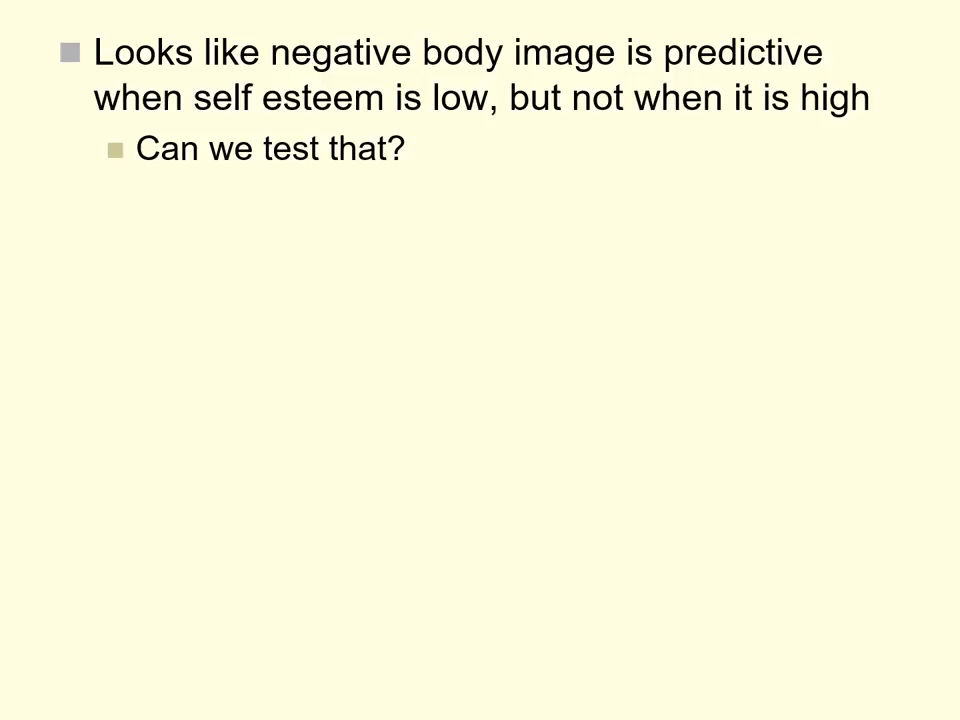 Looks like negative body image is predictive
when self esteem is low, but not when it is high
Can we test that?